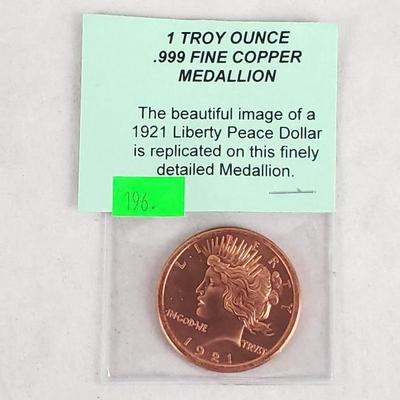 1 TROY OUNCE
.999 FINE COPPER
MEDALLION
The beautiful image of a
1921 Liberty Peace Dollar
is replicated on this finely
detailed Medallion.
196.
LIBERTY
IN GOD WE TRVST
1921